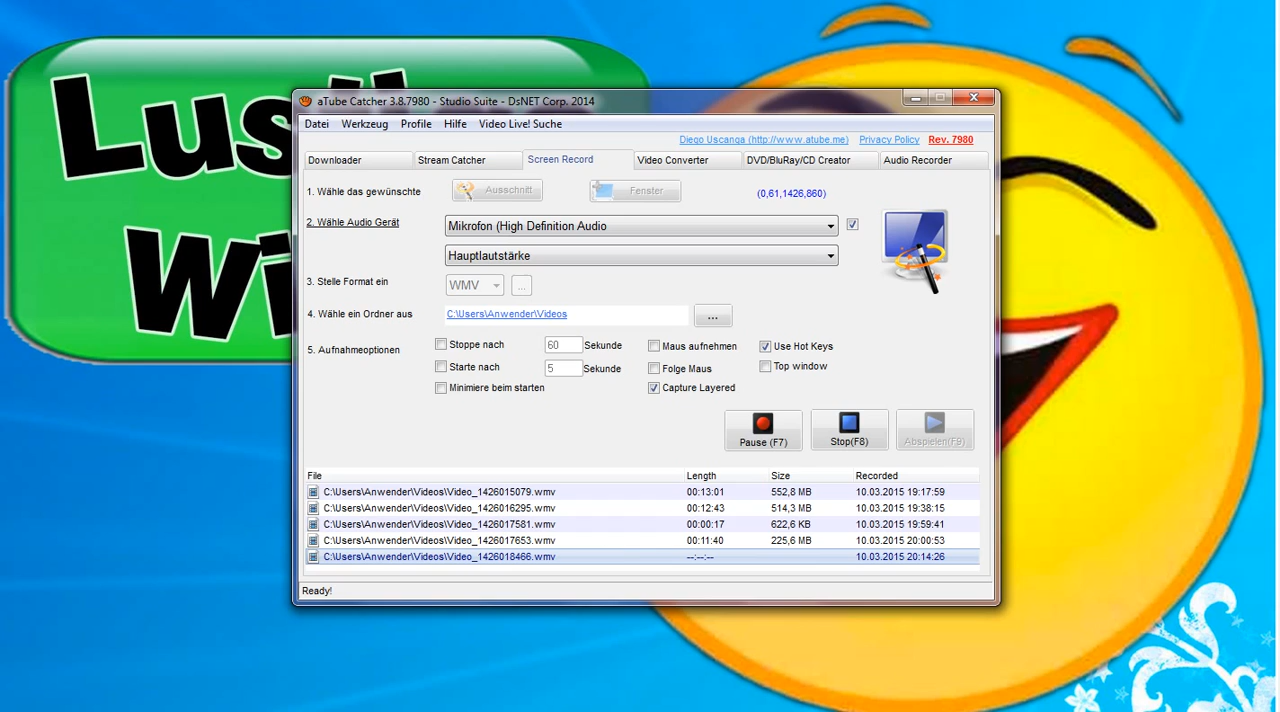 Lus
Wi
aTube Catcher 3.8.7980 - Studio Suite - DsNET Corp. 2014
Datei Werkzeug Profile Hilfe Video Live! Suche
Diego Uscanga (http://www.atube.me) Privacy Policy Rev. 7980
Downloader Stream Catcher Screen Record Video Converter DVD/BluRay/CD Creator Audio Recorder
1. Wähle das gewünschte Ausschnitt Fenster (0,61,1426,860)
2. Wähle Audio Gerät Mikrofon (High Definition Audio
Hauptlautstärke
3. Stelle Format ein WMV ...
4. Wähle ein Ordner aus C:\Users\Anwender\Videos ...
5. Aufnahmeoptionen Stoppe nach 60 Sekunde Maus aufnehmen Use Hot Keys
Starte nach 5 Sekunde Folge Maus Top window
Minimiere beim starten Capture Layered
Pause (F7) Stop(F8) Abspielen(F9)
File Length Size Recorded
C:\Users\Anwender\Videos\Video_1426015079.wmv 00:13:01 552,8 MB 10.03.2015 19:17:59
C:\Users\Anwender\Videos\Video_1426016295.wmv 00:12:43 514,3 MB 10.03.2015 19:38:15
C:\Users\Anwender\Videos\Video_1426017581.wmv 00:00:17 622,6 KB 10.03.2015 19:59:41
C:\Users\Anwender\Videos\Video_1426017653.wmv 00:11:40 225,6 MB 10.03.2015 20:00:53
C:\Users\Anwender\Videos\Video_1426018466.wmv --:--:-- 10.03.2015 20:14:26
Ready!